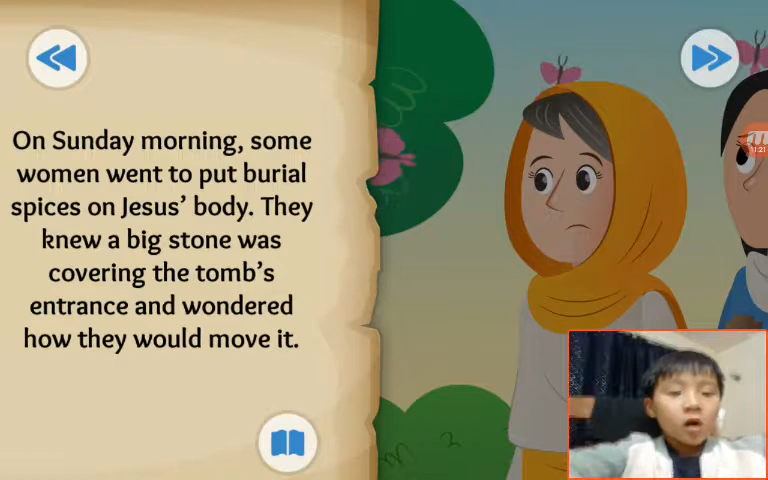 On Sunday morning, some
women went to put burial
spices on Jesus’ body. They
knew a big stone was
covering the tomb’s
entrance and wondered
how they would move it.